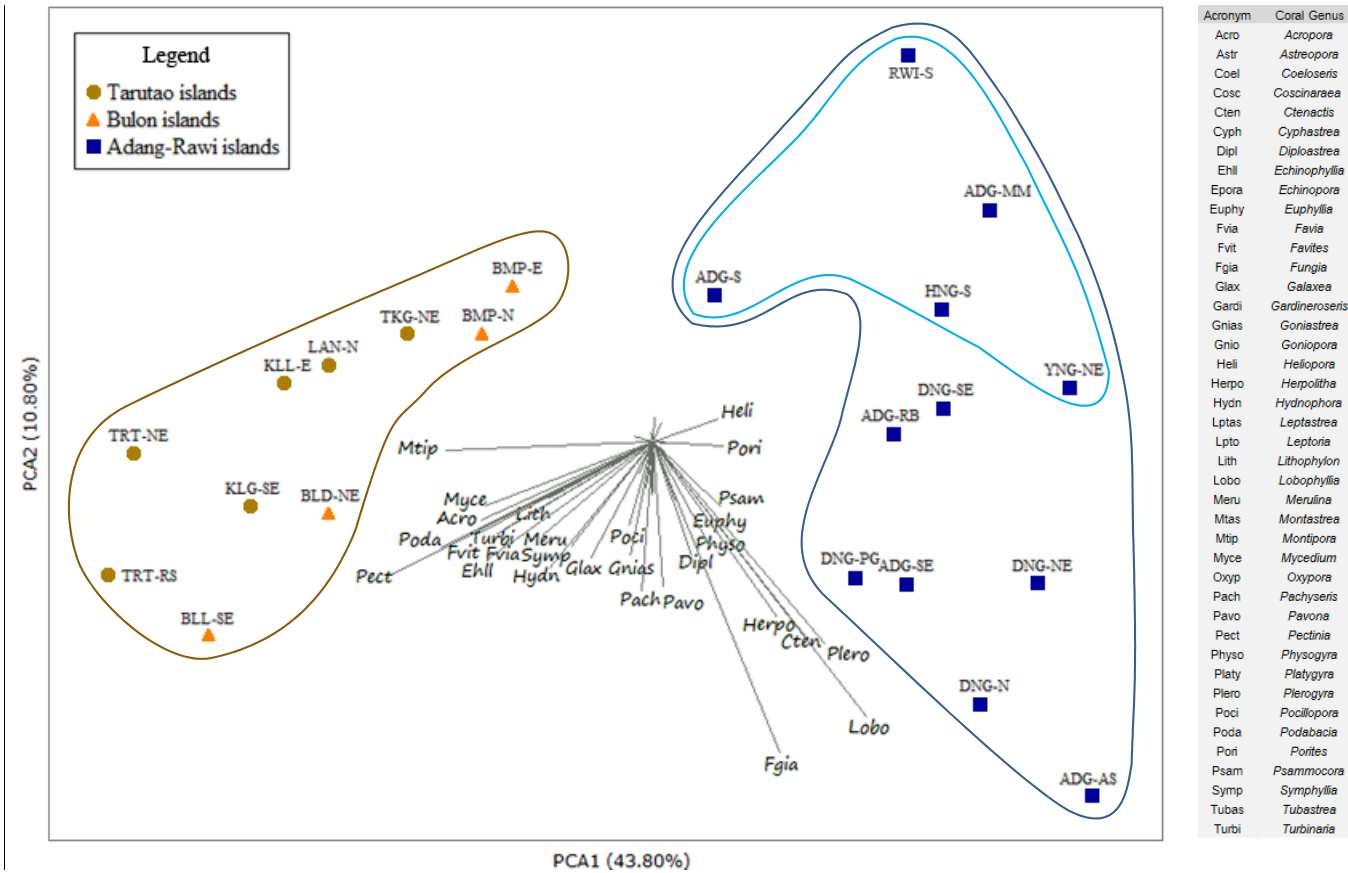 Legend
Tarutao islands
Bulon islands
Adang-Rawi islands
RWI-S
ADG-MM
ADG-S
HNG-S
YNG-NE
DNG-SE
ADG-RB
DNG-PG
ADG-SE
DNG-NE
DNG-N
ADG-AS
BMP-E
BMP-N
TKG-NE
LAN-N
KLL-E
TRT-NE
KLG-SE
BLD-NE
TRT-RS
BLL-SE
Heli
Pori
Mtip
Myce
Acro
Lith
Poda
Turbi
Meru
Fvit
Fvia
Symp
Ehll
Hydn
Pect
Glax
Gnias
Poci
Pach
Pavo
Psam
Euphy
Physo
Dipl
Herpo
Cten
Plero
Lobo
Fgia
PCA2 (10.80%)
PCA1 (43.80%)
Acronym Coral Genus
Acro Acropora
Astr Astreopora
Coel Coeloseris
Cosc Coscinaraea
Cten Ctenactis
Cyph Cyphastrea
Dipl Diploastrea
Ehll Echinophyllia
Epora Echinopora
Euphy Euphyllia
Fvia Favia
Fvit Favites
Fgia Fungia
Glax Galaxea
Gardi Gardineroseris
Gnias Goniastrea
Gnio Goniopora
Heli Heliopora
Herpo Herpolitha
Hydn Hydnophora
Lptas Leptastrea
Lpto Leptoria
Lith Lithophylon
Lobo Lobophyllia
Meru Merulina
Mtas Montastrea
Mtip Montipora
Myce Mycedium
Oxyp Oxypora
Pach Pachyseris
Pavo Pavona
Pect Pectinia
Physo Physogyra
Platy Platygyra
Plero Plerogyra
Poci Pocillopora
Poda Podabacia
Pori Porites
Psam Psammocora
Symp Symphyllia
Tubas Tubastrea
Turbi Turbinaria